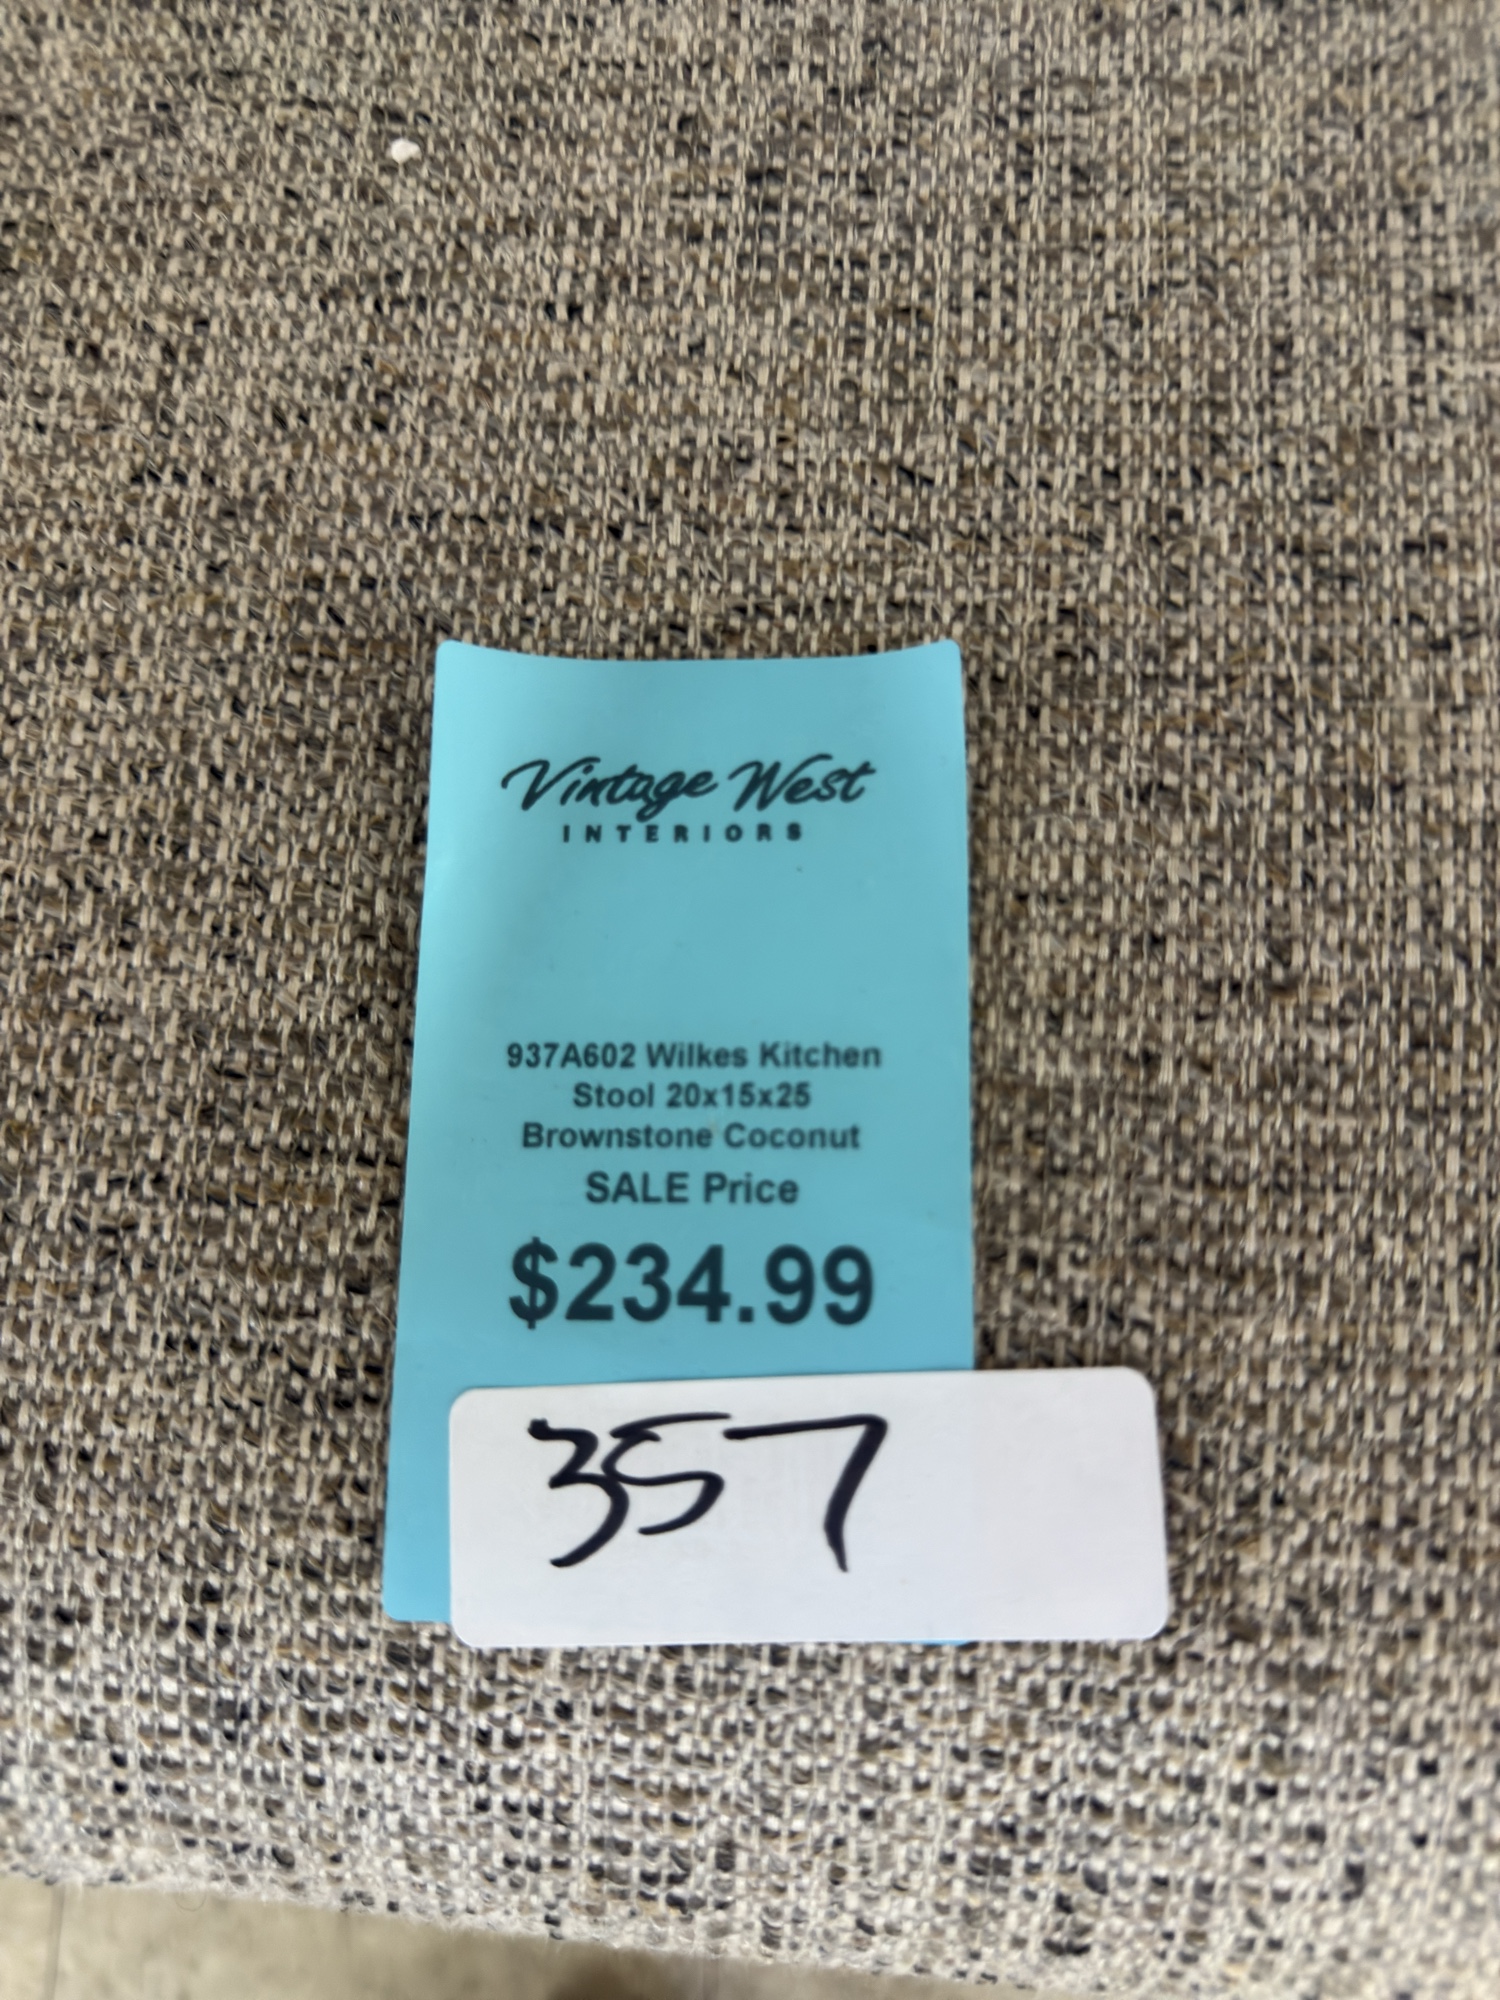 Vintage West
INTERIORS
937A602 Wilkes Kitchen
Stool 20x15x25
Brownstone Coconut
SALE Price
$234.99
357